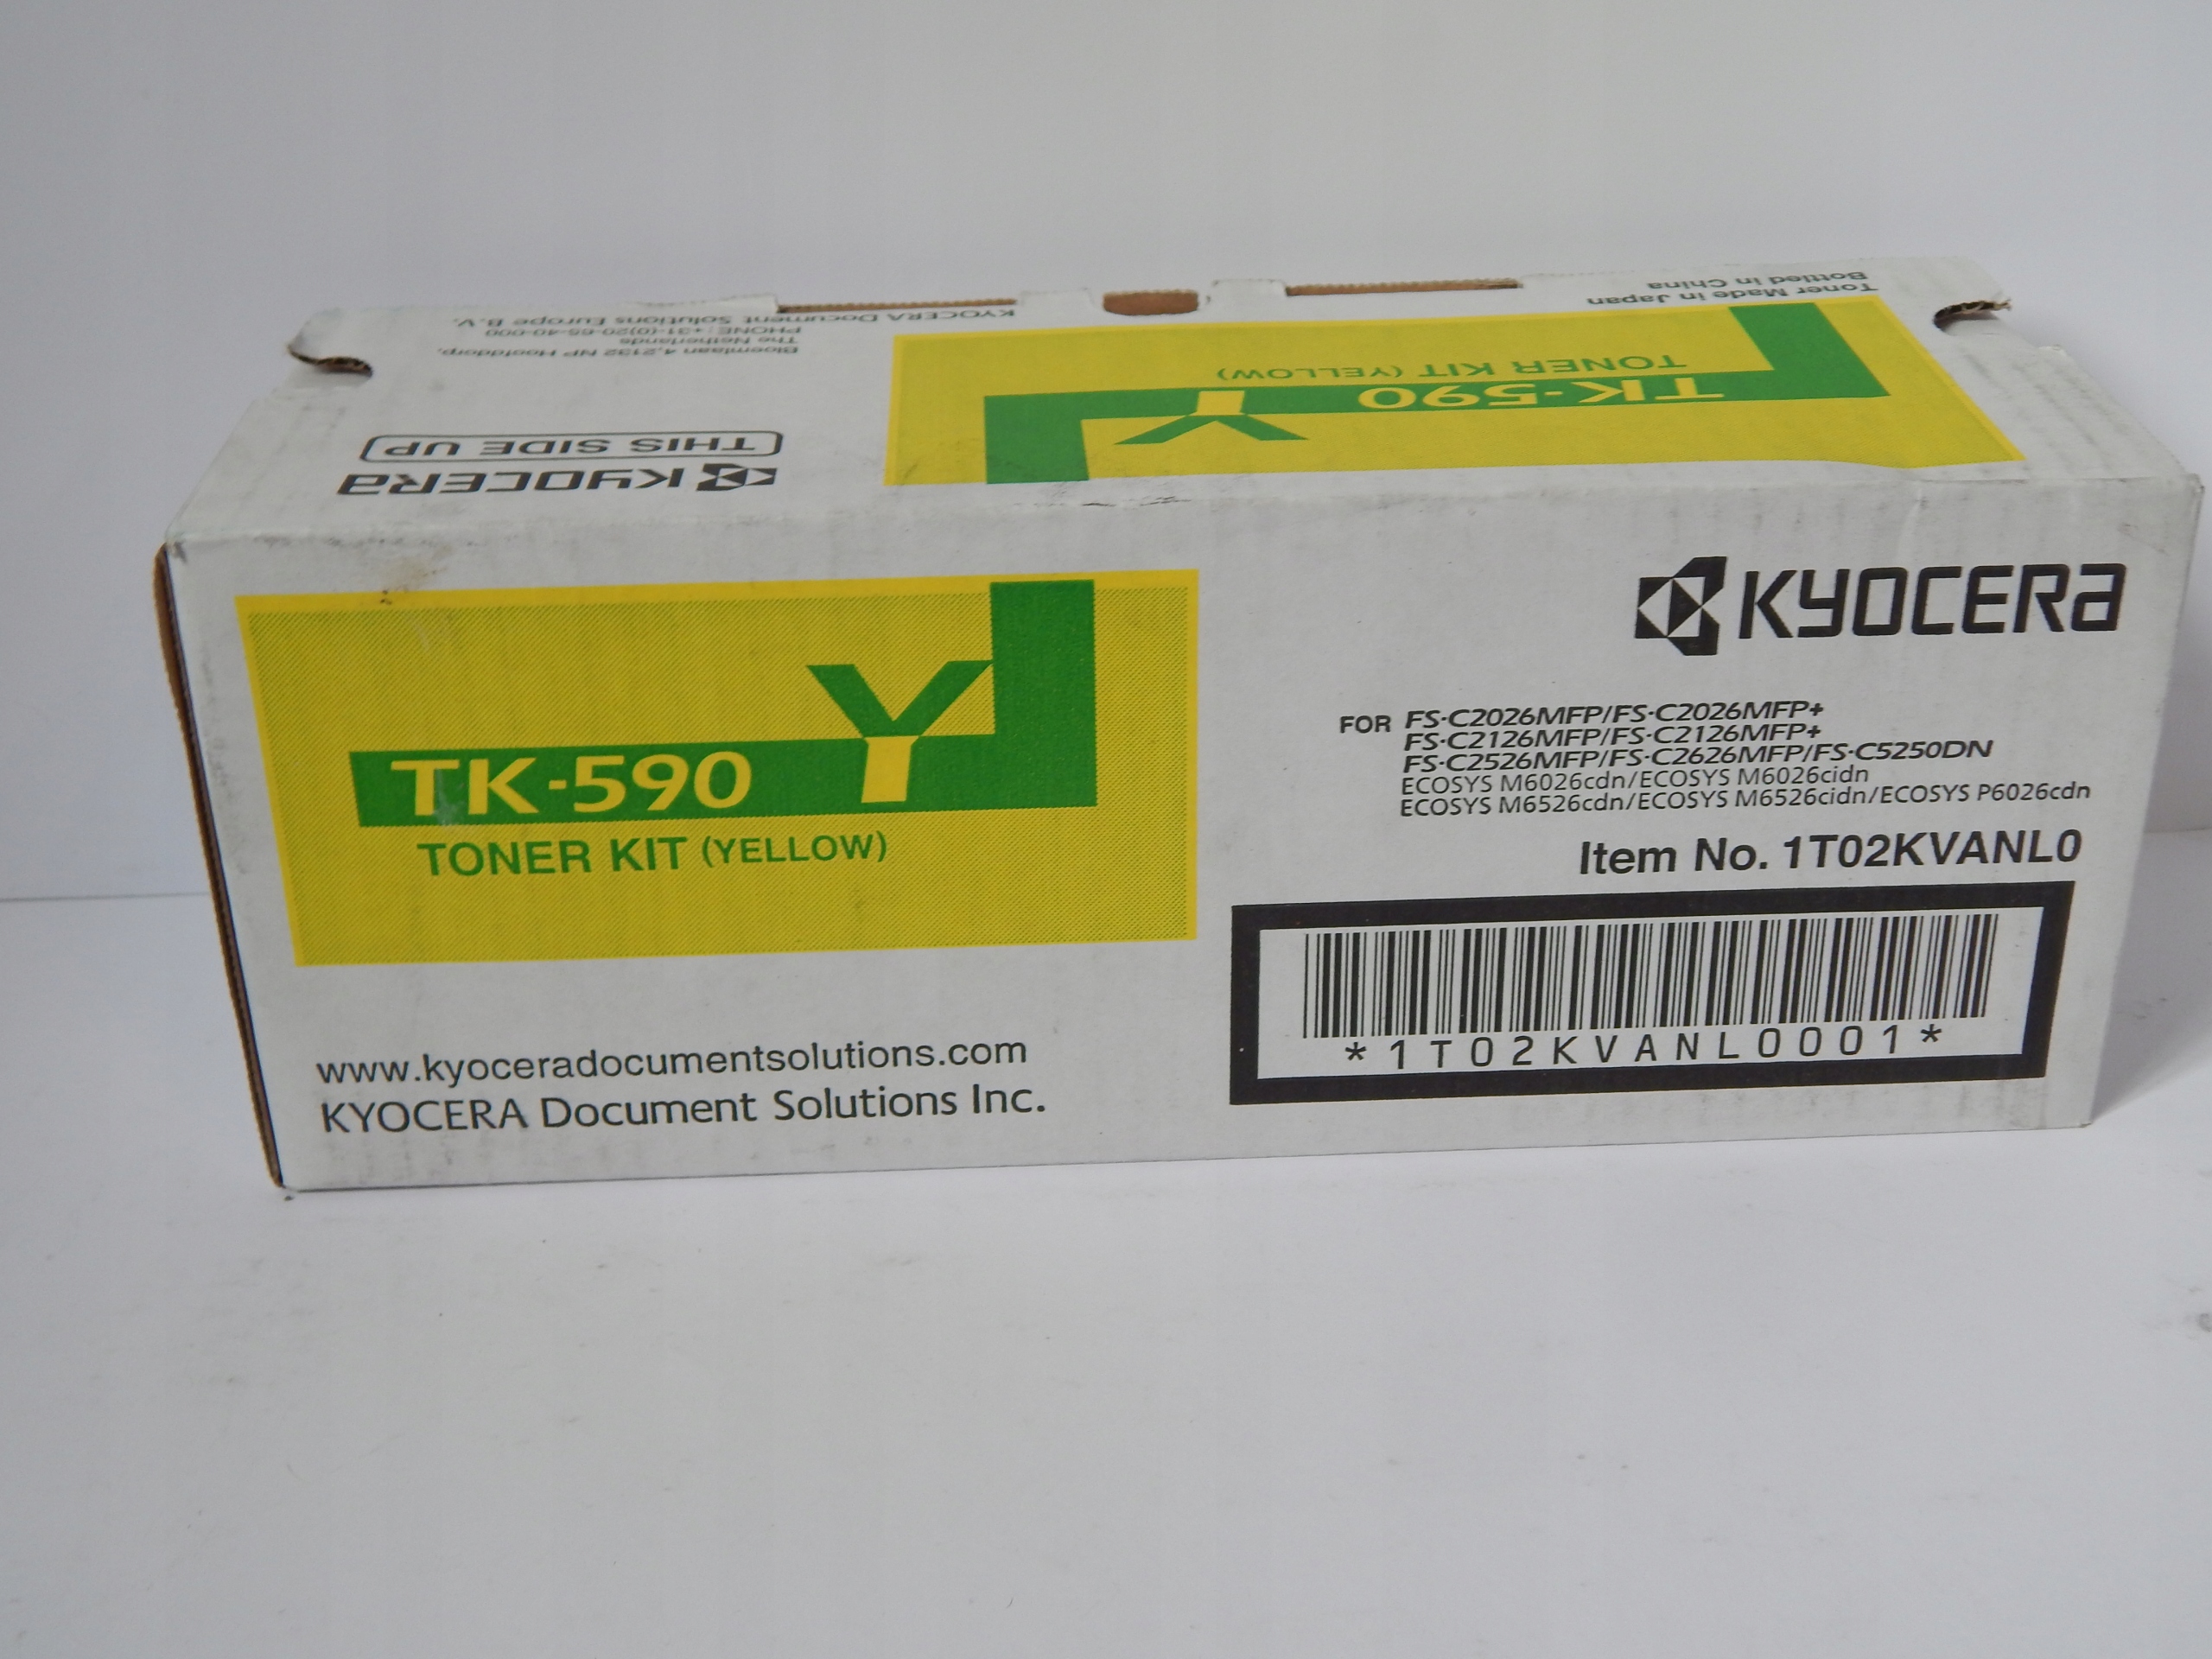 KYOCERA Document Solutions Europe B.V.
Bloemlaan 4,2132 NP Hoofddorp,
The Netherlands
PHONE:+31-(0)20-65-40-000
KYOCERA
THIS SIDE UP
Y
TK-590
TONER KIT (YELLOW)
Toner Made in Japan
Bottled in China
Y
TK-590
TONER KIT (YELLOW)
www.kyoceradocumentsolutions.com
KYOCERA Document Solutions Inc.
KYOCERA
FOR FS-C2026MFP/FS-C2026MFP+
FS-C2126MFP/FS-C2126MFP+
FS-C2526MFP/FS-C2626MFP/FS-C5250DN
ECOSYS M6026cdn/ECOSYS M6026cidn
ECOSYS M6526cdn/ECOSYS M6526cidn/ECOSYS P6026cdn
Item No. 1T02KVANL0
*1T02KVANL0001*